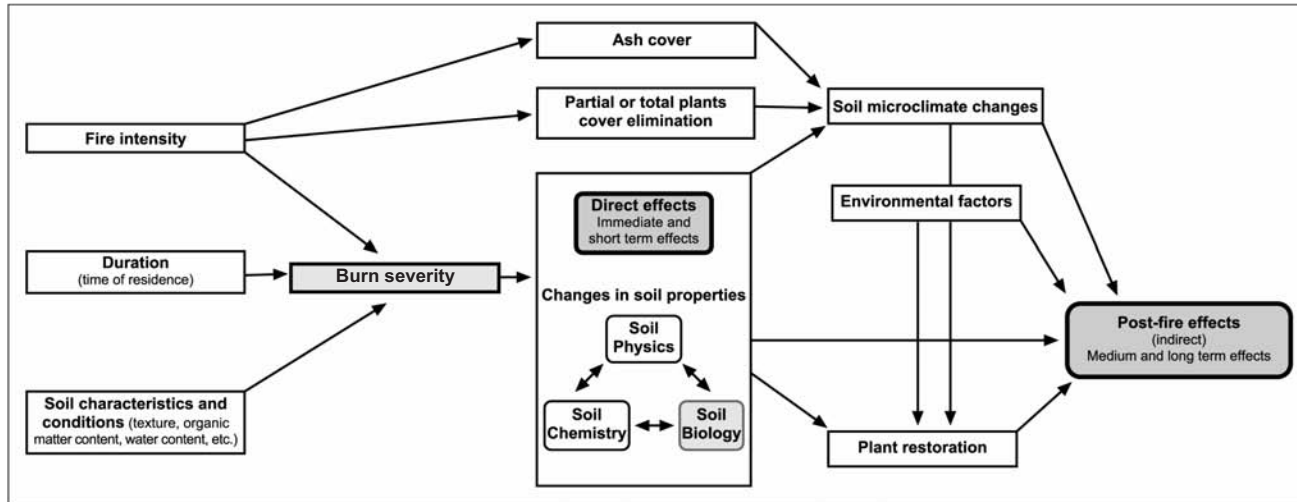 Ash cover
Partial or total plants
cover elimination
Soil microclimate changes
Fire intensity
Direct effects
Immediate and
short term effects
Environmental factors
Duration
(time of residence)
Burn severity
Changes in soil properties
Soil
Physics
Post-fire effects
(indirect)
Medium and long term effects
Soil characteristics and
conditions (texture, organic
matter content, water content, etc.)
Soil
Chemistry
Soil
Biology
Plant restoration